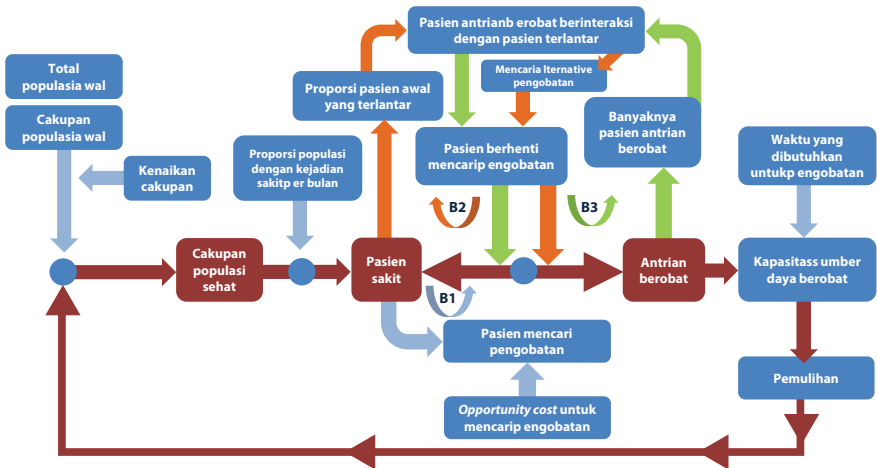 Pasien antrianb erobat berinteraksi
dengan pasien terlantar
Total
populasia wal
Mencaria lternative
pengobatan
Proporsi pasien awal
yang terlantar
Cakupan
populasia wal
Banyaknya
pasien antrian
berobat
Pasien berhenti
mencarip engobatan
Waktu yang
dibutuhkan
untukp engobatan
Proporsi populasi
dengan kejadian
sakitp er bulan
Kenaikan
cakupan
B2
B3
Cakupan
populasi
sehat
Pasien
sakit
Antrian
berobat
Kapasitass umber
daya berobat
B1
Pasien mencari
pengobatan
Pemulihan
Opportunity cost untuk
mencarip engobatan